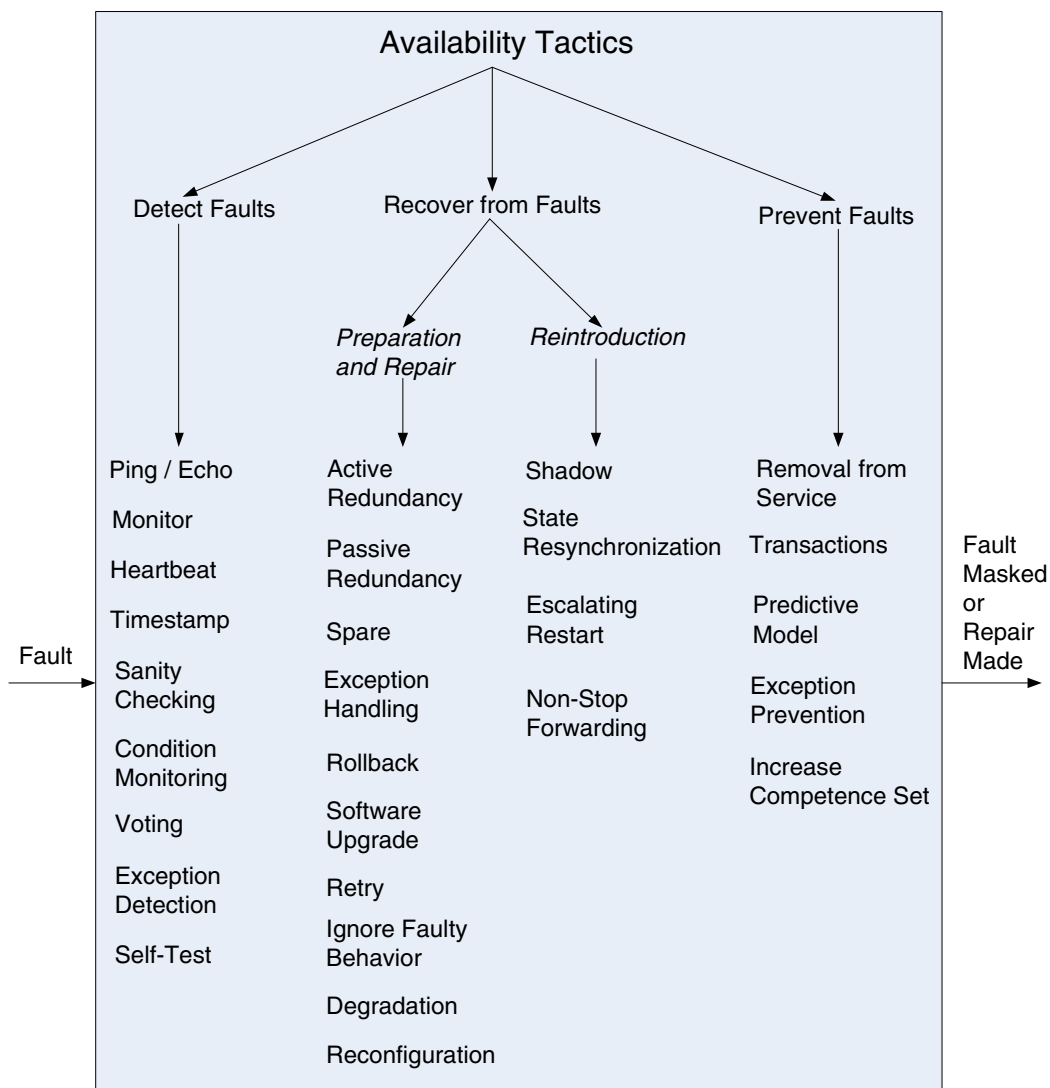 Availability Tactics
Detect Faults
Recover from Faults
Prevent Faults
Preparation
and Repair
Reintroduction
Ping / Echo
Monitor
Heartbeat
Timestamp
Sanity
Checking
Condition
Monitoring
Voting
Exception
Detection
Self-Test
Active
Redundancy
Passive
Redundancy
Spare
Exception
Handling
Rollback
Software
Upgrade
Retry
Ignore Faulty
Behavior
Degradation
Reconfiguration
Shadow
State
Resynchronization
Escalating
Restart
Non-Stop
Forwarding
Removal from
Service
Transactions
Predictive
Model
Exception
Prevention
Increase
Competence Set
Fault
Fault
Masked
or
Repair
Made